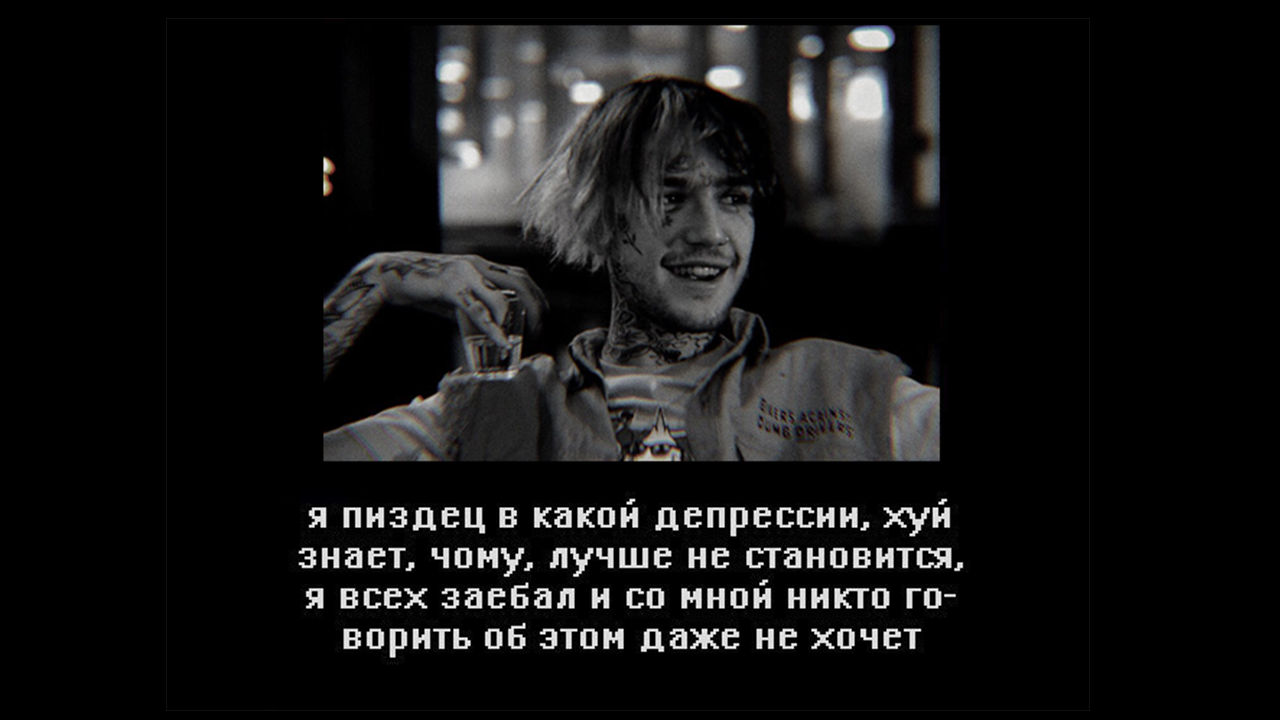 я пиздец в какой депрессии, хуй
знает, чому, лучше не становится,
я всех заебал и со мной никто го-
ворить об этом даже не хочет